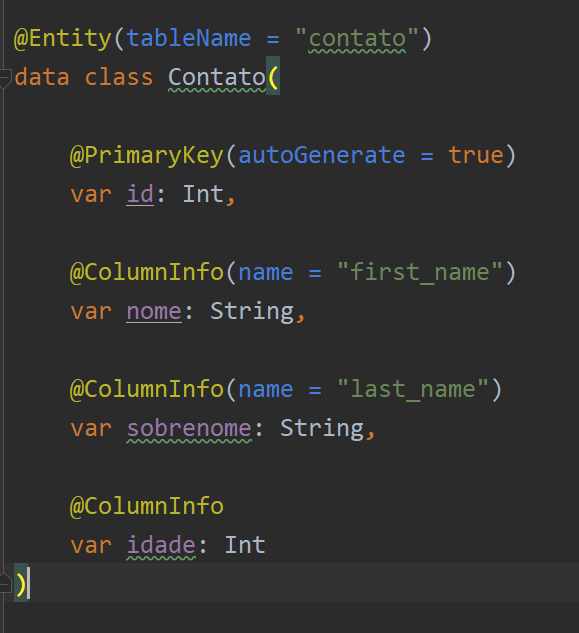 @Entity(tableName = "contato")
data class Contato(
@PrimaryKey(autoGenerate = true)
var id: Int,
@ColumnInfo(name = "first_name")
var nome: String,
@ColumnInfo(name = "last_name")
var sobrenome: String,
@ColumnInfo
var idade: Int
)